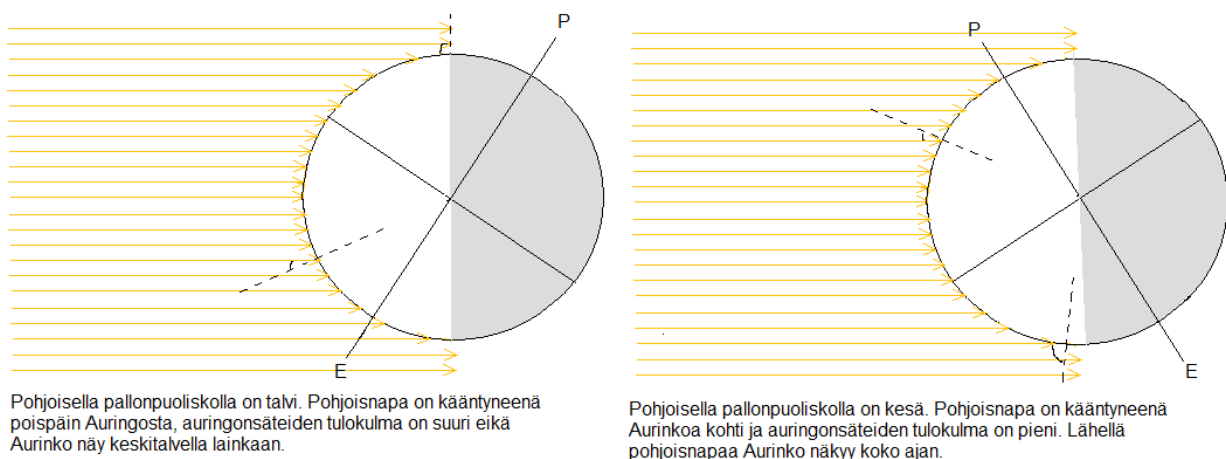 P
E
Pohjoisella pallonpuoliskolla on talvi. Pohjoisnapa on kääntyneenä
poispäin Auringosta, auringonsäteiden tulokulma on suuri eikä
Aurinko näy keskitalvella lainkaan.
P
E
Pohjoisella pallonpuoliskolla on kesä. Pohjoisnapa on kääntyneenä
Aurinkoa kohti ja auringonsäteiden tulokulma on pieni. Lähellä
pohjoisnapaa Aurinko näkyy koko ajan.